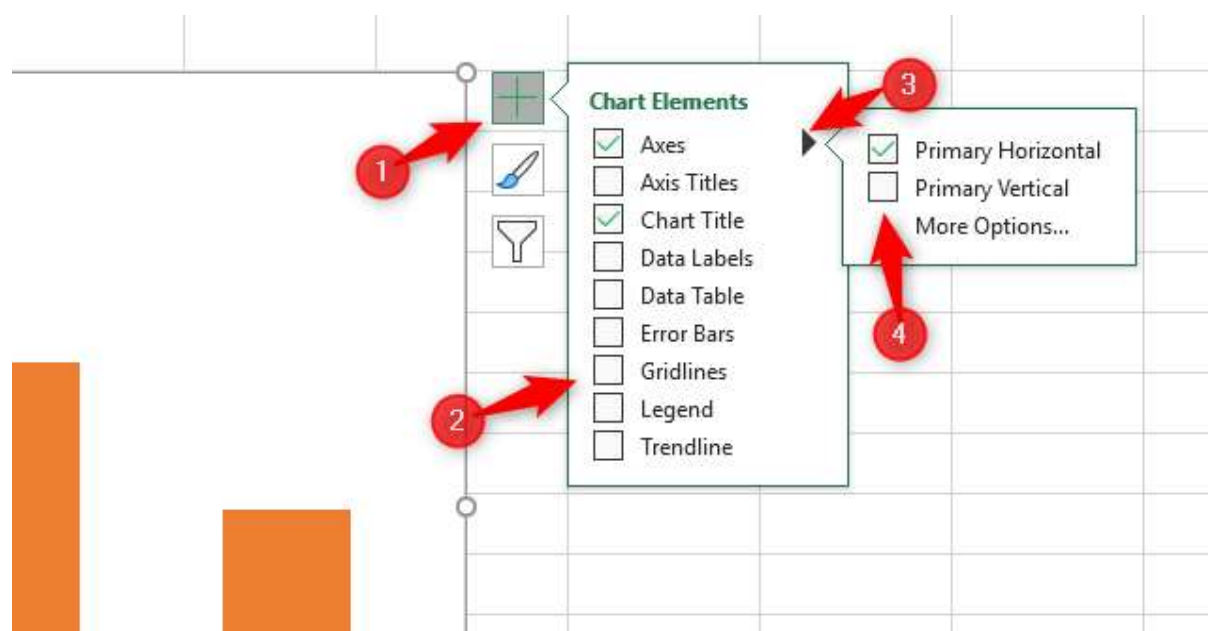 Chart Elements
Axes
Axis Titles
Chart Title
Data Labels
Data Table
Error Bars
Gridlines
Legend
Trendline
Primary Horizontal
Primary Vertical
More Options...
1
2
3
4